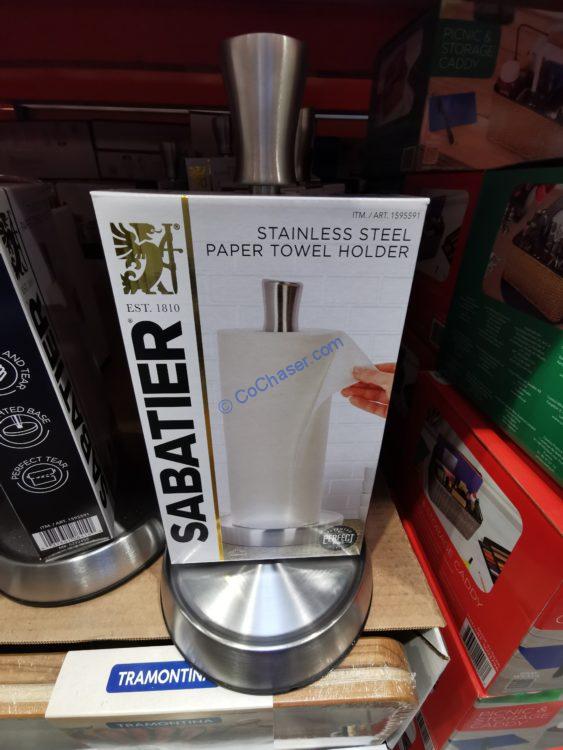 PICNIC &
STORAGE
CADDY
ITM. / ART. 1595591
STAINLESS STEEL
PAPER TOWEL HOLDER
EST. 1810
SABATIER
© CoChaser.com
PERFECT
AND TEAR
BASE
PERFECT TEAR
ITM. / ART. 1595591
SABATIER
TRAMONTINA
TRAMONTINA
STORAGE
CADDY
PICNIC &
STORAGE